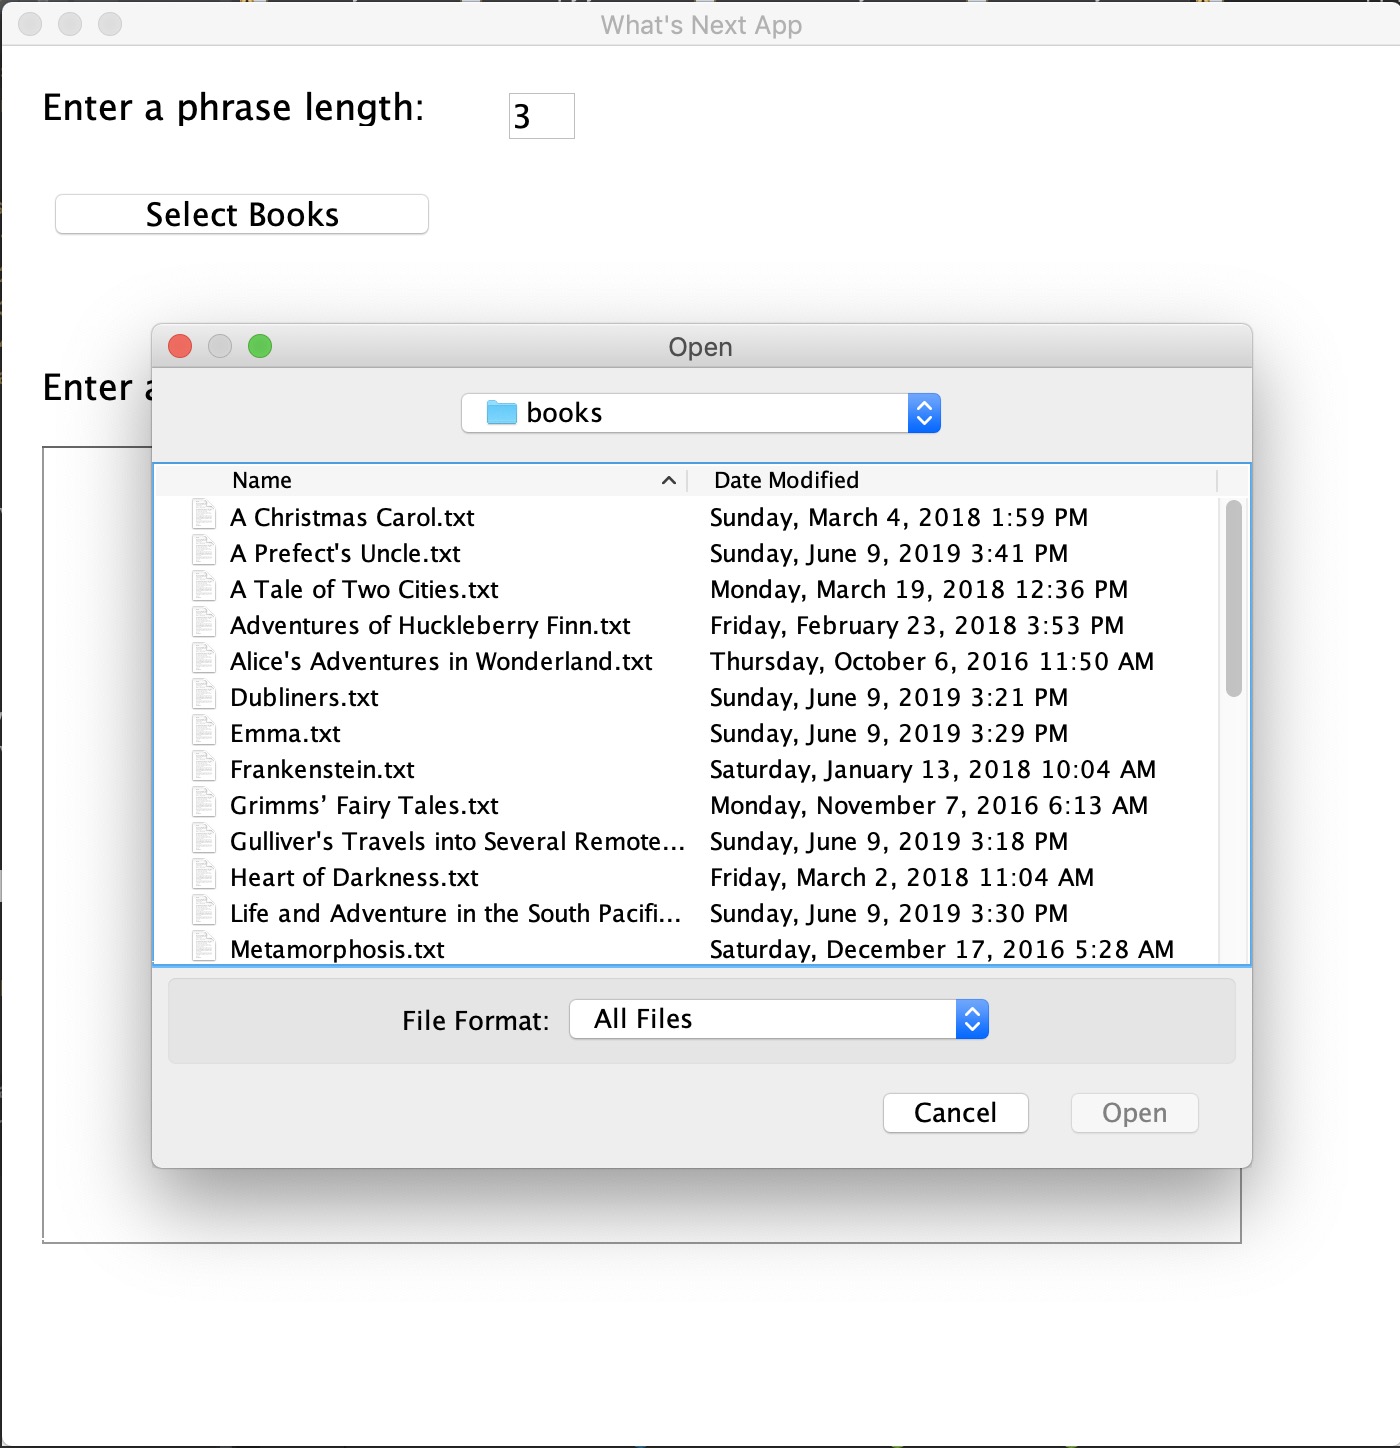 What's Next App
Enter a phrase length: 3
Select Books
Open
Enter a
books
Name Date Modified
A Christmas Carol.txt Sunday, March 4, 2018 1:59 PM
A Prefect's Uncle.txt Sunday, June 9, 2019 3:41 PM
A Tale of Two Cities.txt Monday, March 19, 2018 12:36 PM
Adventures of Huckleberry Finn.txt Friday, February 23, 2018 3:53 PM
Alice's Adventures in Wonderland.txt Thursday, October 6, 2016 11:50 AM
Dubliners.txt Sunday, June 9, 2019 3:21 PM
Emma.txt Sunday, June 9, 2019 3:29 PM
Frankenstein.txt Saturday, January 13, 2018 10:04 AM
Grimms’ Fairy Tales.txt Monday, November 7, 2016 6:13 AM
Gulliver's Travels into Several Remote... Sunday, June 9, 2019 3:18 PM
Heart of Darkness.txt Friday, March 2, 2018 11:04 AM
Life and Adventure in the South Pacifi... Sunday, June 9, 2019 3:30 PM
Metamorphosis.txt Saturday, December 17, 2016 5:28 AM
File Format: All Files
Cancel Open